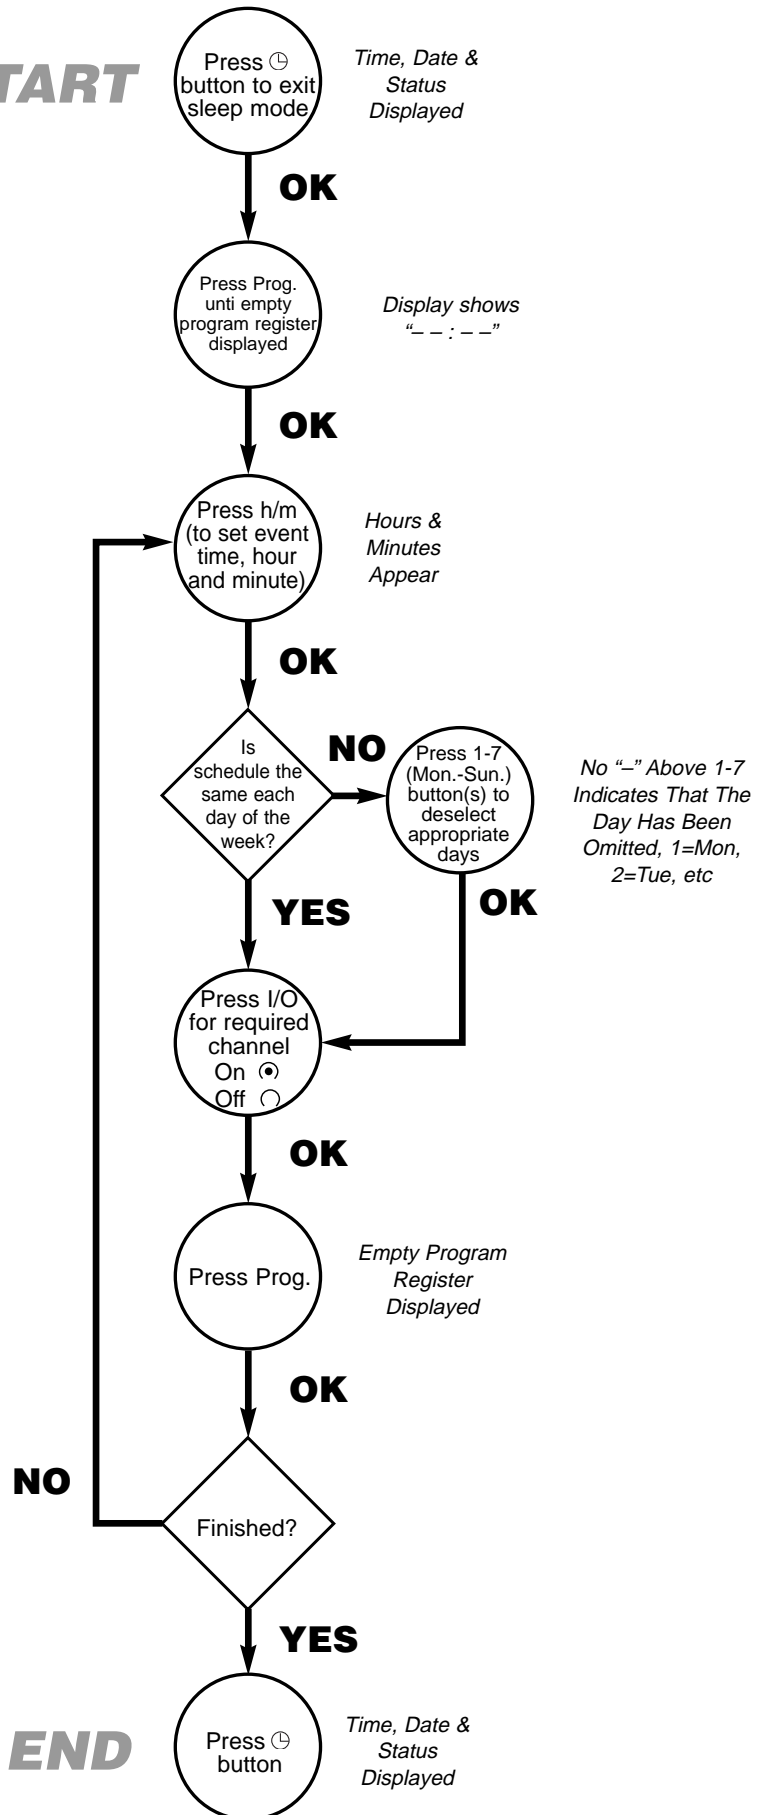 TART
Press
button to exit
sleep mode
Time, Date &
Status
Displayed
OK
Press Prog.
unti empty
program register
displayed
Display shows
“– – : – –”
OK
Press h/m
(to set event
time, hour
and minute)
Hours &
Minutes
Appear
OK
Is
schedule the
same each
day of the
week?
NO
Press 1-7
(Mon.-Sun.)
button(s) to
deselect
appropriate
days
No “–” Above 1-7
Indicates That The
Day Has Been
Omitted, 1=Mon,
2=Tue, etc
YES
OK
Press I/O
for required
channel
On
Off
OK
Press Prog.
Empty Program
Register
Displayed
OK
NO
Finished?
YES
END
Press
button
Time, Date &
Status
Displayed